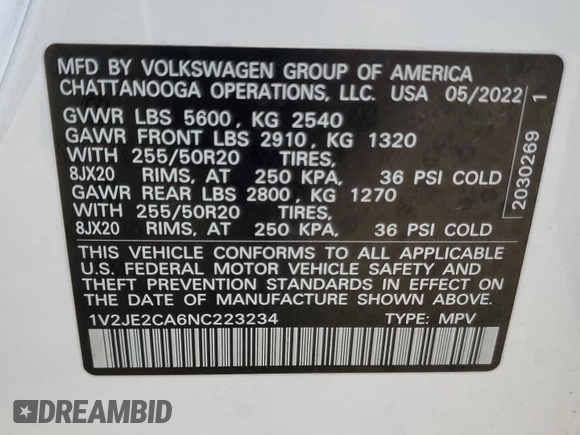 MFD BY VOLKSWAGEN GROUP OF AMERICA
CHATTANOOGA OPERATIONS, LLC. USA 05/2022
GVWR LBS 5600, KG 2540
GAWR FRONT LBS 2910, KG 1320
WITH 255/50R20 TIRES,
8JX20 RIMS, AT 250 KPA, 36 PSI COLD
GAWR REAR LBS 2800, KG 1270
WITH 255/50R20 TIRES,
8JX20 RIMS, AT 250 KPA, 36 PSI COLD
THIS VEHICLE CONFORMS TO ALL APPLICABLE
U.S. FEDERAL MOTOR VEHICLE SAFETY AND
THEFT PREVENTION STANDARDS IN EFFECT ON
THE DATE OF MANUFACTURE SHOWN ABOVE.
1V2JE2CA6NC223234 TYPE: MPV
2030269 1
DREAMBID